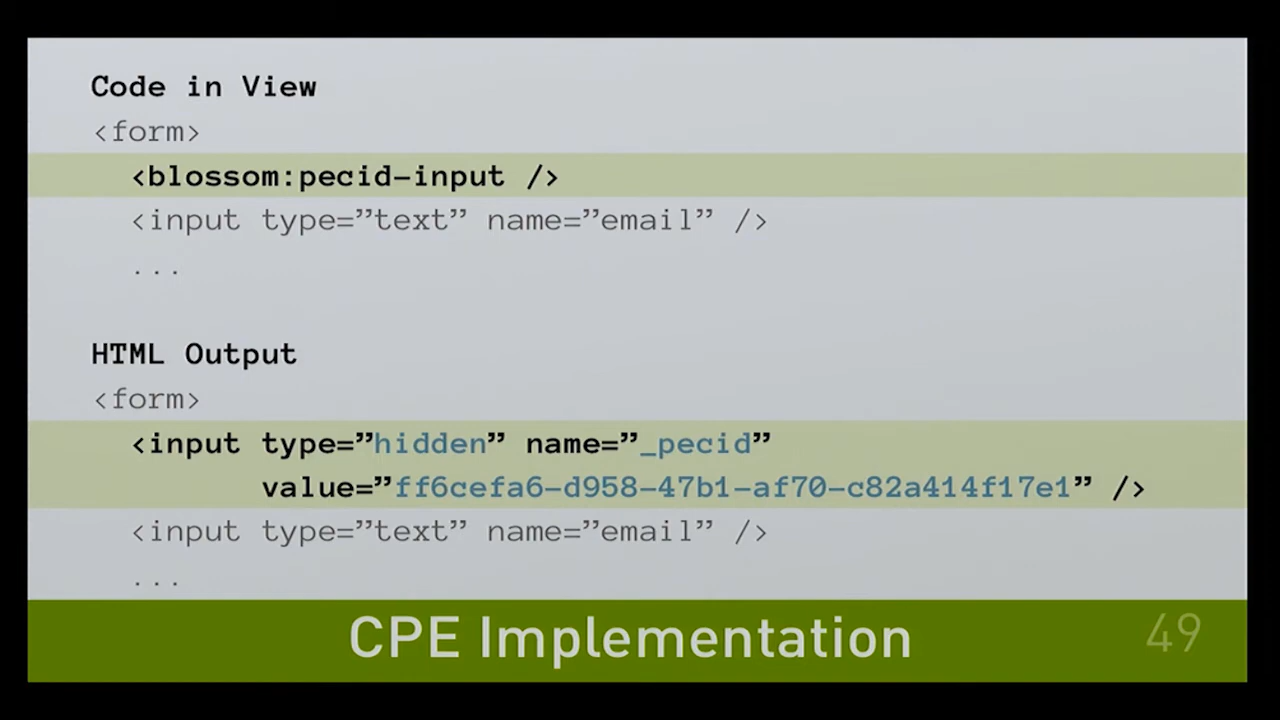 Code in View
<form>
<blossom:pecid-input />
<input type=”text” name=”email” />
...
HTML Output
<form>
<input type=”hidden” name=”_pecid”
value=”ff6cefa6-d958-47b1-af70-c82a414f17e1” />
<input type=”text” name=”email” />
...
CPE Implementation
49